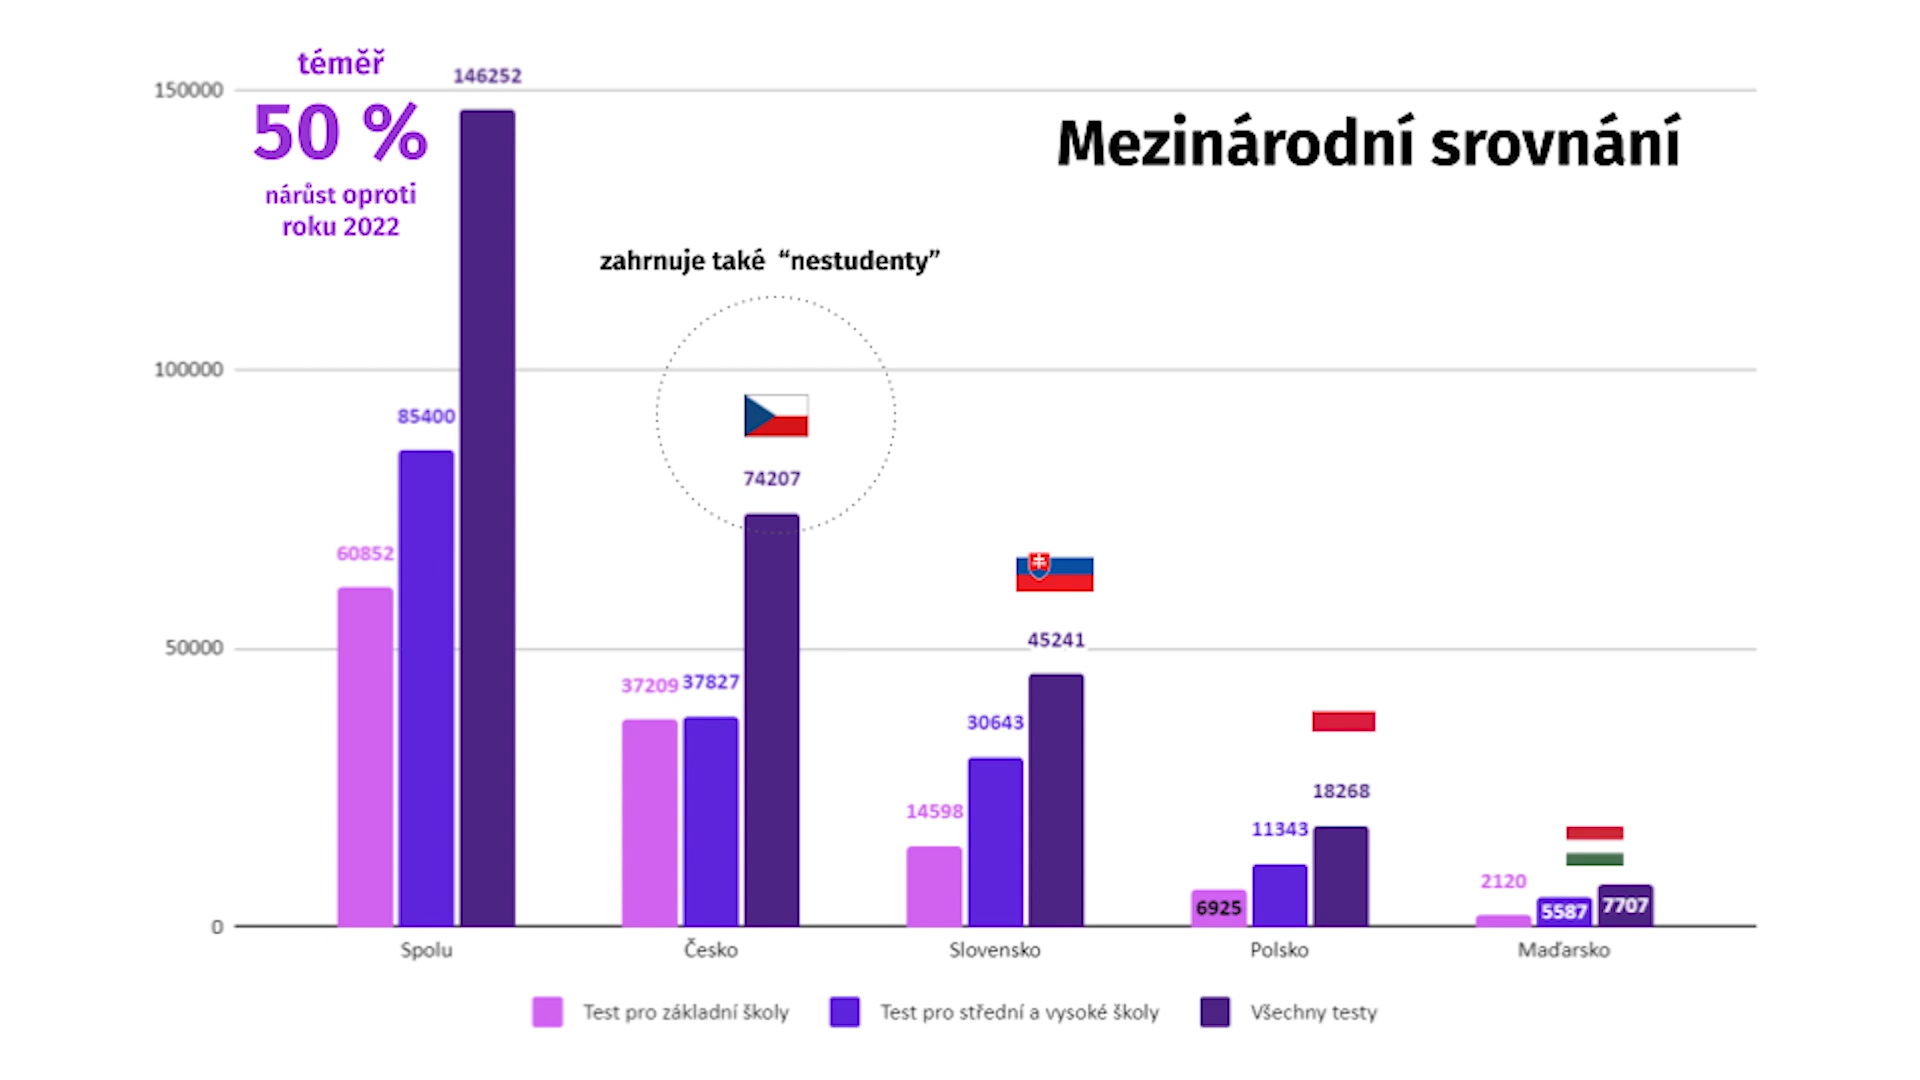 Mezinárodní srovnání
téměř
50 %
nárůst oproti
roku 2022
zahrnuje také “nestudenty”
150000
100000
50000
0
60852
85400
146252
37209
37827
74207
14598
30643
45241
6925
11343
18268
2120
5587
7707
Spolu
Česko
Slovensko
Polsko
Maďarsko
Test pro základní školy
Test pro střední a vysoké školy
Všechny testy